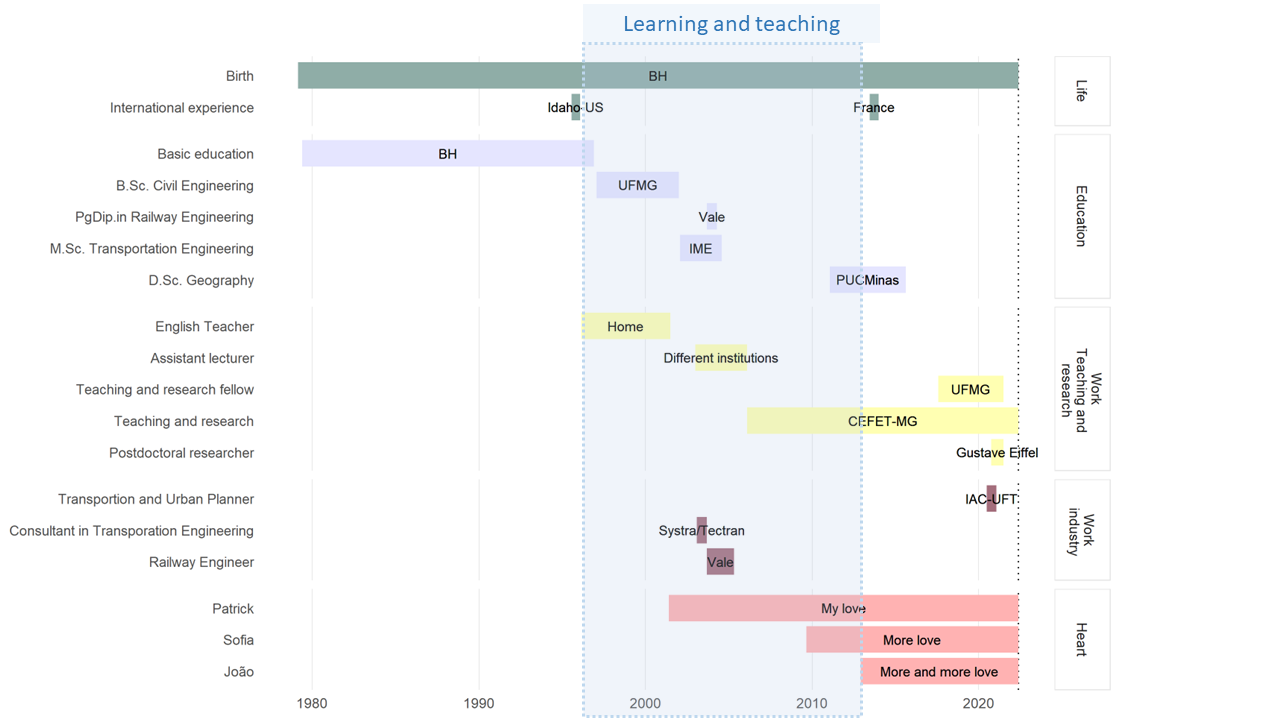 Learning and teaching
Birth
BH
International experience
Idaho-US
France
Life
Basic education
BH
B.Sc. Civil Engineering
UFMG
PgDip.in Railway Engineering
Vale
M.Sc. Transportation Engineering
IME
D.Sc. Geography
PUCMinas
Education
English Teacher
Home
Assistant lecturer
Different institutions
Teaching and research fellow
UFMG
Teaching and research
CEFET-MG
Postdoctoral researcher
Gustave Eiffel
Work
Teaching and
research
Transportion and Urban Planner
IAC-UFT
Consultant in Transporation Engineering
Systra/Tectran
Railway Engineer
Vale
Work
industry
Patrick
My love
Sofia
More love
João
More and more love
Heart
1980
1990
2000
2010
2020